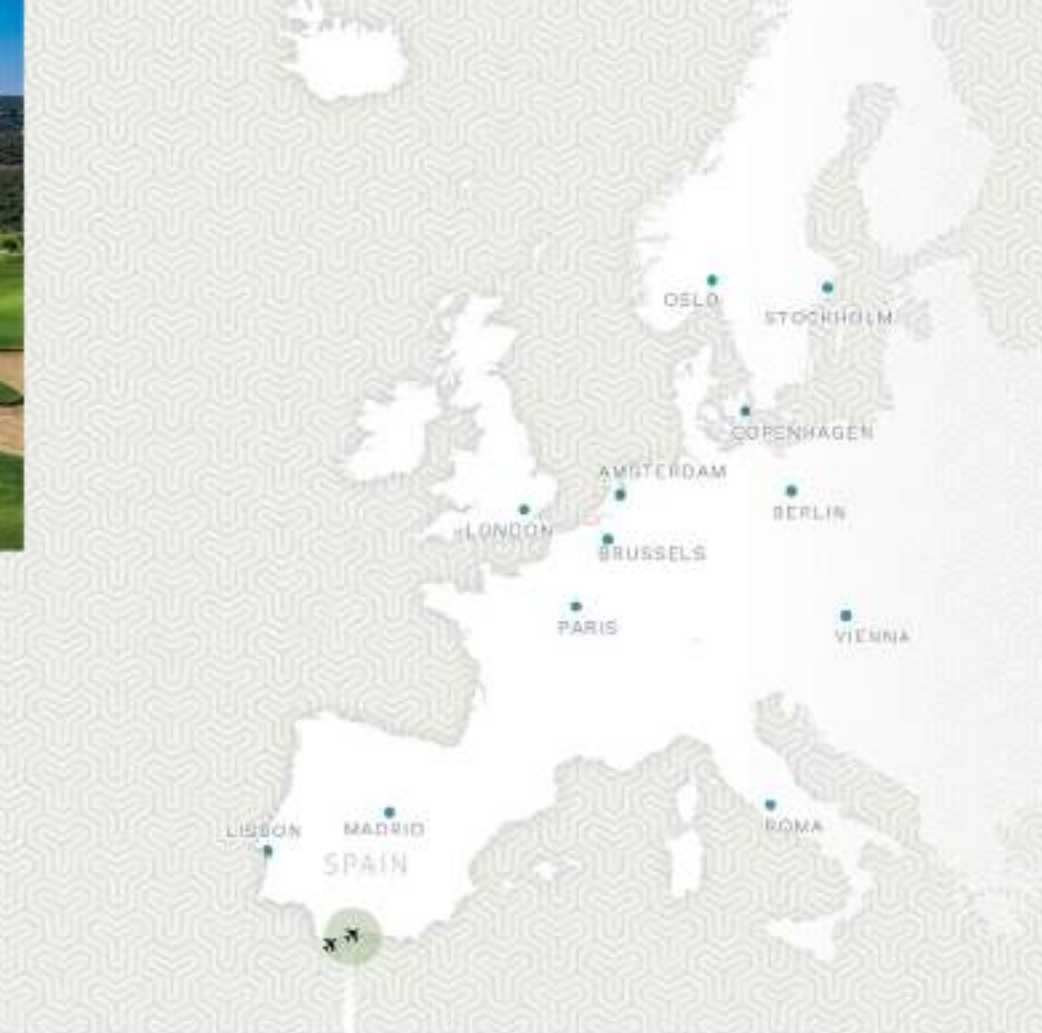 OSLO
STOCKHOLM
COPENHAGEN
AMSTERDAM
BERLIN
LONDON
BRUSSELS
PARIS
VIENNA
ROMA
LISBON
MADRID
SPAIN